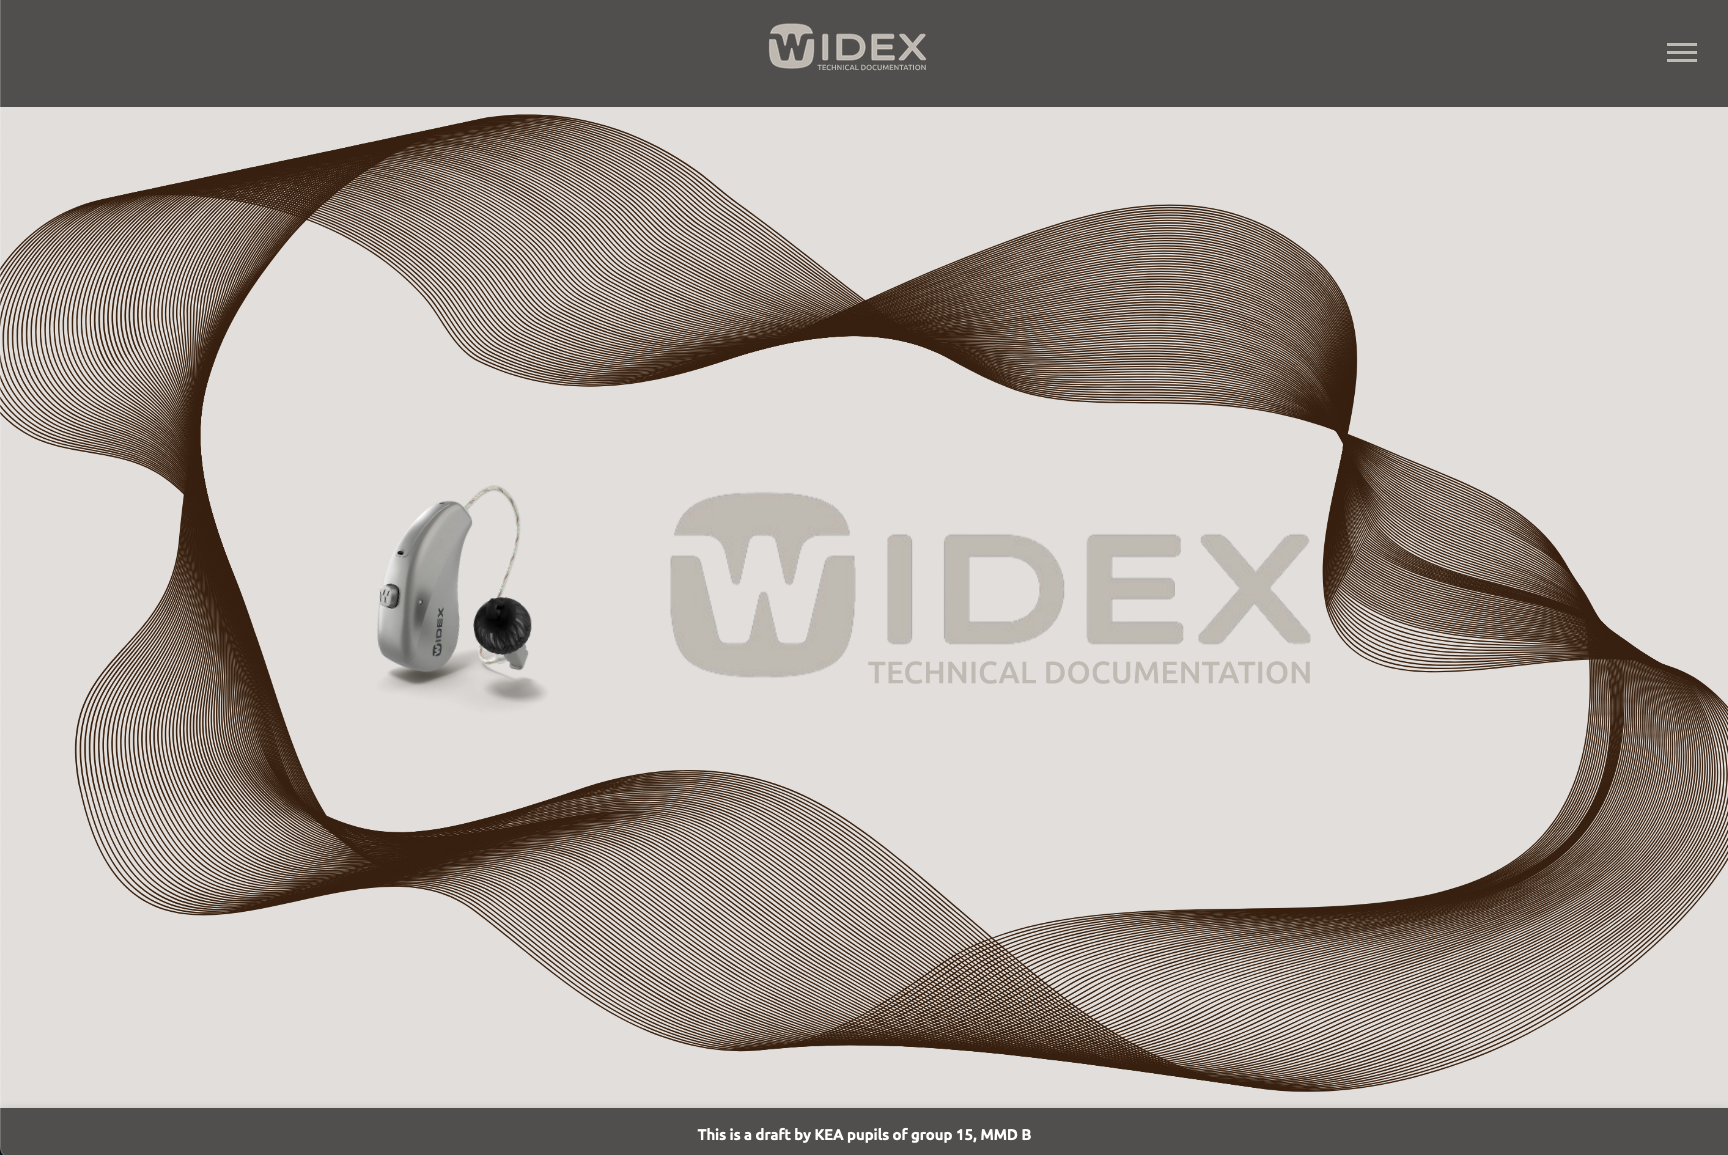 WIDEX
TECHNICAL DOCUMENTATION
WIDEX
WIDEX
TECHNICAL DOCUMENTATION
This is a draft by KEA pupils of group 15, MMD B